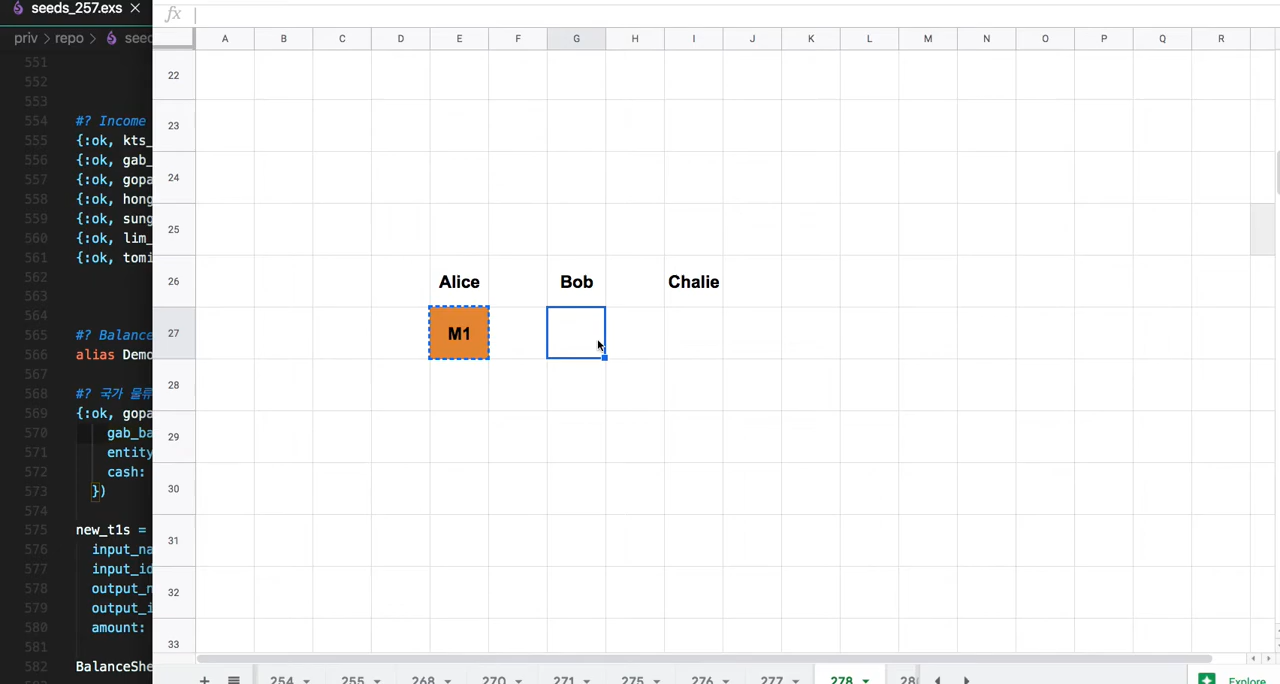 seeds_257.exs
fx
priv > repo > seed
A B C D E F G H I J K L M N O P Q R
551
552
553
554 #? Income
555 {:ok, kts_
556 {:ok, gab_
557 {:ok, gopa
558 {:ok, hong
559 {:ok, sung
560 {:ok, lim_
561 {:ok, tomi
562
563
564
565 #? Balance
566 alias Demo
567
568 #? 국가 물류
569 {:ok, gopa
570 gab_ba
571 entity
572 cash:
573 })
574
575 new_t1s =
576 input_na
577 input_id
578 output_n
579 output_i
580 amount:
581
582 BalanceShe
22
23
24
25
26 Alice Bob Chalie
27 M1
28
29
30
31
32
33
254 255 268 270 271 275 276 277 278 28
Explore